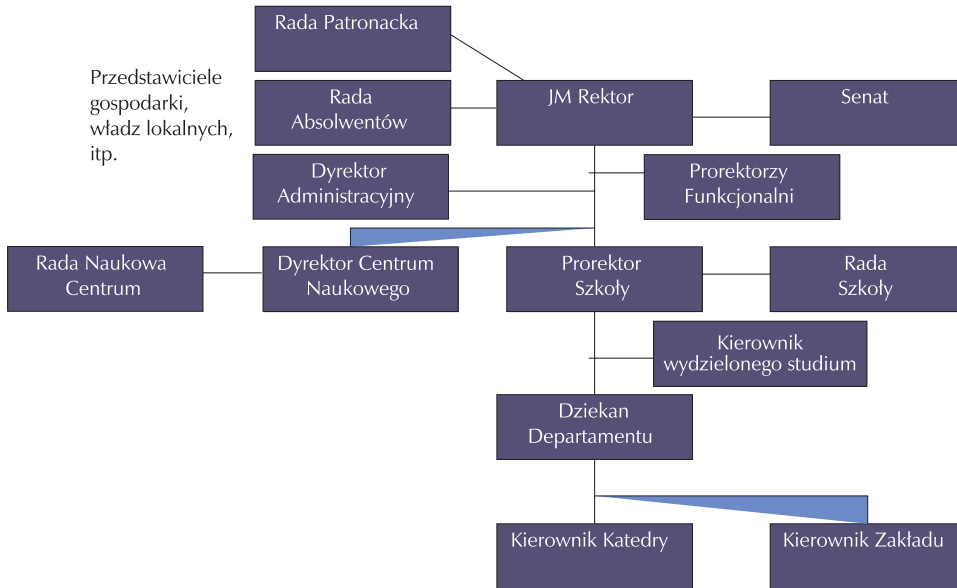 Rada Patronacka
Przedstawiciele
gospodarki,
władz lokalnych,
itp.
Rada
Absolwentów
JM Rektor
Senat
Dyrektor
Administracyjny
Prorektorzy
Funkcjonalni
Rada Naukowa
Centrum
Dyrektor Centrum
Naukowego
Prorektor
Szkoły
Rada
Szkoły
Kierownik
wydzielonego studium
Dziekan
Departamentu
Kierownik Katedry
Kierownik Zakładu